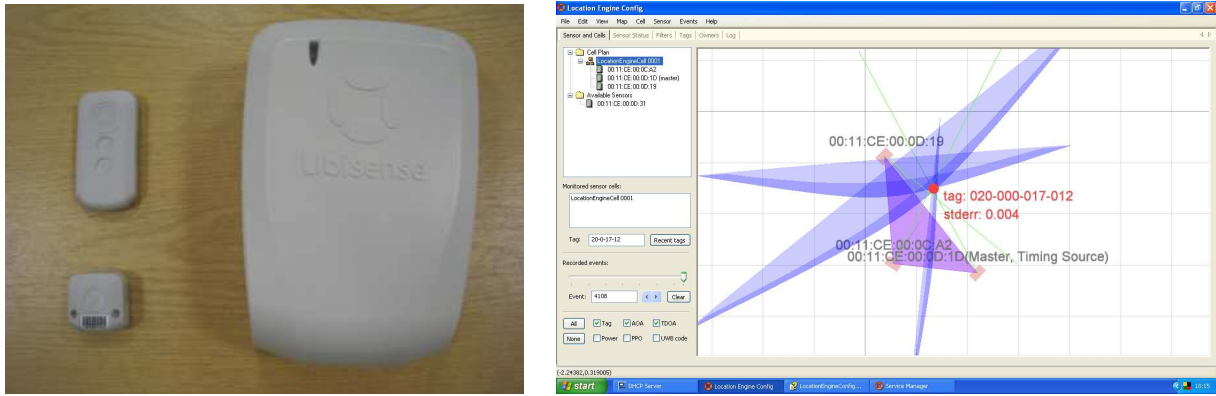 Ubisense
Location Engine Config
File Edit View Map Cell Sensor Events Help
Sensor and Cells Sensor Status Filters Tags Owners Log
Cell Plan
LocationEngineCell 0001
00:11:CE:00:0C:A2
00:11:CE:00:0D:1D (master)
00:11:CE:00:0D:19
Available Sensors
00:11:CE:00:0D:31
Monitored sensor cells:
LocationEngineCell 0001
Tag: 20-0-17-12 Recent tags
Recorded events:
Event: 4108 < > Clear
All Tag AOA TDOA
None Power PPO UWB code
00:11:CE:00:0D:19
tag: 020-000-017-012
stderr: 0.004
00:11:CE:00:0C:A2
00:11:CE:00:0D:1D(Master, Timing Source)
(-2.24382,0.319005)
start DHCP Server Location Engine Config LocationEngineConfig... Service Manager 18:15